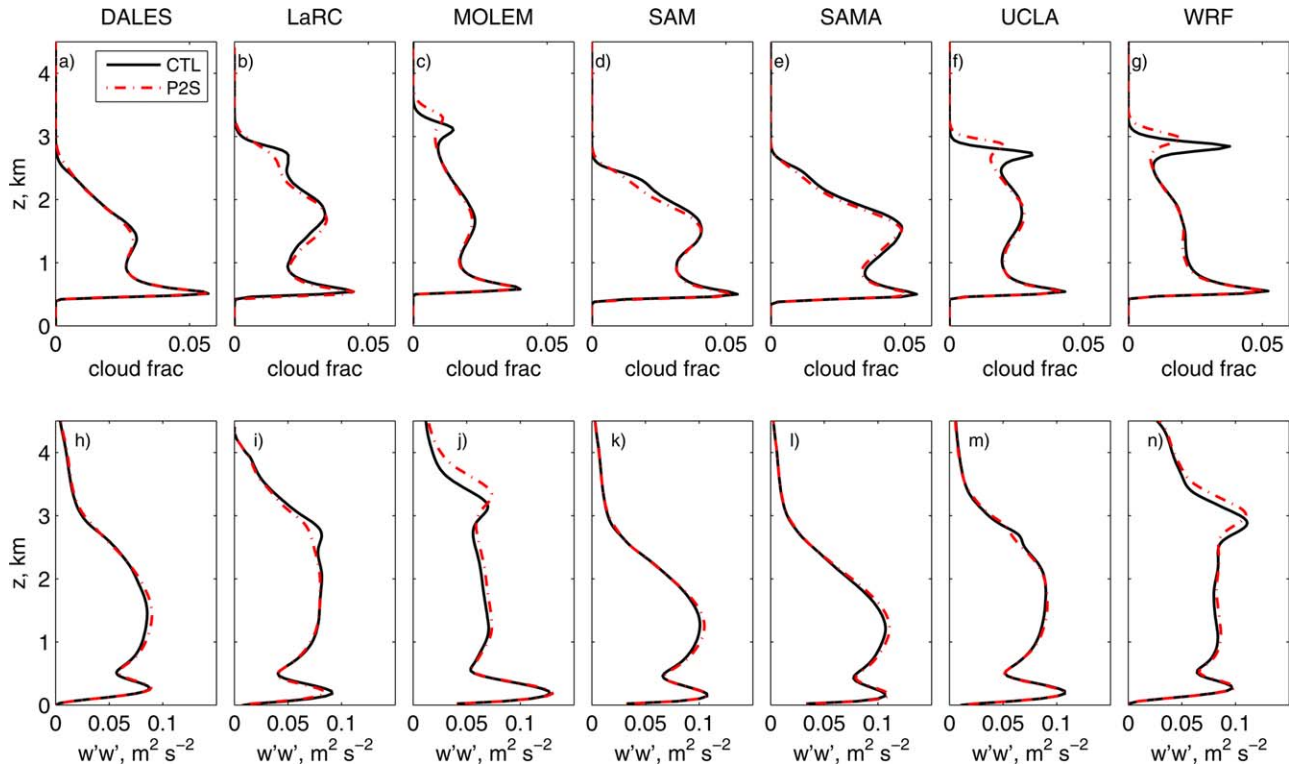 DALES LaRC MOLEM SAM SAMA UCLA WRF
a) b) c) d) e) f) g)
CTL
P2S
4
3
2
1
0
z, km
0 0.05 0 0.05 0 0.05 0 0.05 0 0.05 0 0.05 0 0.05
cloud frac cloud frac cloud frac cloud frac cloud frac cloud frac cloud frac
h) i) j) k) l) m) n)
4
3
2
1
0
z, km
0 0.05 0.1 0 0.05 0.1 0 0.05 0.1 0 0.05 0.1 0 0.05 0.1 0 0.05 0.1 0 0.05 0.1
w'w', m² s⁻² w'w', m² s⁻² w'w', m² s⁻² w'w', m² s⁻² w'w', m² s⁻² w'w', m² s⁻² w'w', m² s⁻²